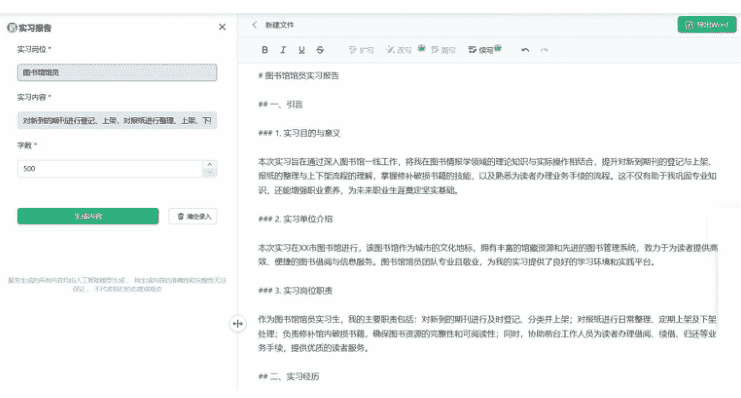 实习报告
实习岗位 *
图书馆馆员
实习内容 *
对新到的期刊进行登记、上架，对报纸进行整理、上架、下
字数 *
500
生成内容
清空录入
新建文件
导出Word
B I U S 扩写 改写 简写 续写
# 图书馆馆员实习报告
## 一、引言
### 1. 实习目的与意义
本次实习旨在通过深入图书馆一线工作，将我在图书情报学领域的理论知识与实际操作相结合，提升对新到期刊的登记与上架、
报纸的整理与上下架流程的理解，掌握修补破损书籍的技能，以及熟悉为读者办理业务手续的流程。这不仅有助于我巩固专业知
识，还能增强职业素养，为未来职业生涯奠定坚实基础。
### 2. 实习单位介绍
本次实习在XX市图书馆进行，该图书馆作为城市的文化地标，拥有丰富的馆藏资源和先进的图书管理系统，致力于为读者提供高
效、便捷的图书借阅与信息服务。图书馆馆员团队专业且敬业，为我的实习提供了良好的学习环境和实践平台。
### 3. 实习岗位职责
作为图书馆馆员实习生，我的主要职责包括：对新到的期刊进行及时登记、分类并上架；对报纸进行日常整理、定期上架及下架
处理；负责修补馆内破损书籍，确保图书资源的完整性和可阅读性；同时，协助前台工作人员为读者办理借阅、续借、归还等业
务手续，提供优质的读者服务。
## 二、实习经历